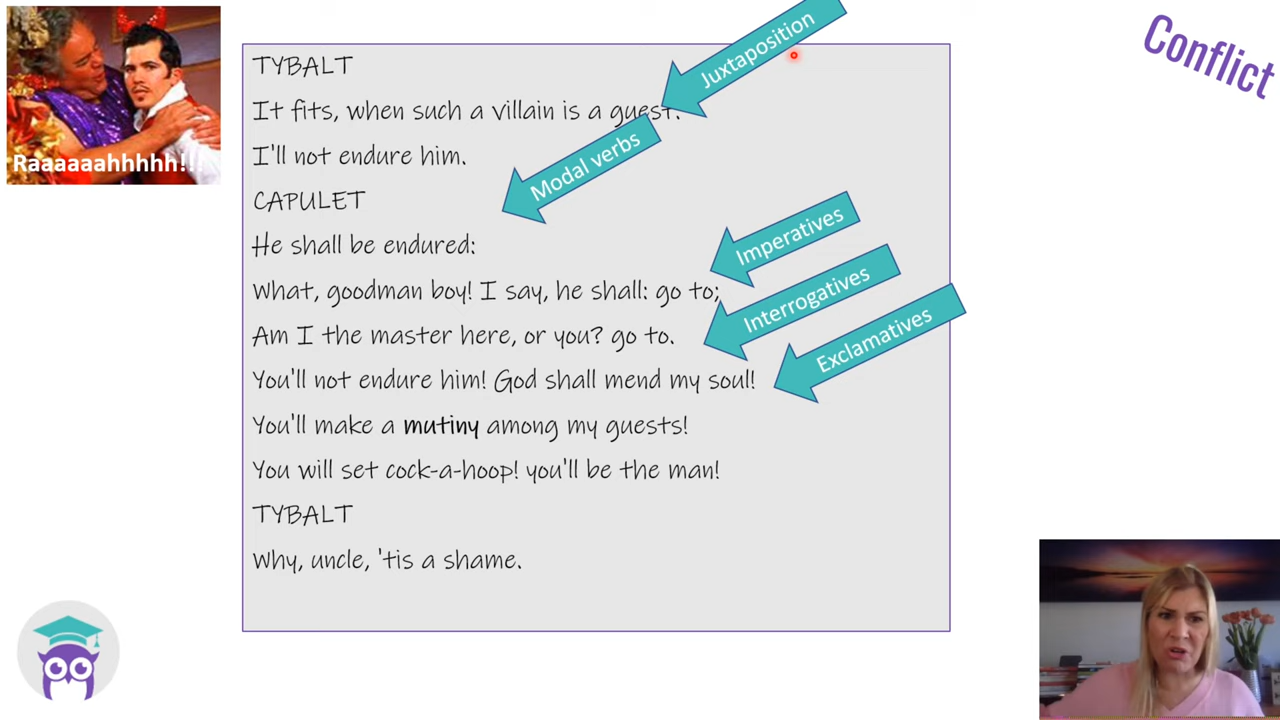 Raaaaaahhhhh!!!
Conflict
TYBALT
It fits, when such a villain is a guest:
I'll not endure him.
CAPULET
He shall be endured:
What, goodman boy! I say, he shall: go to;
Am I the master here, or you? go to.
You'll not endure him! God shall mend my soul!
You'll make a mutiny among my guests!
You will set cock-a-hoop! you'll be the man!
TYBALT
Why, uncle, 'tis a shame.
Juxtaposition
Modal verbs
Imperatives
Interrogatives
Exclamatives